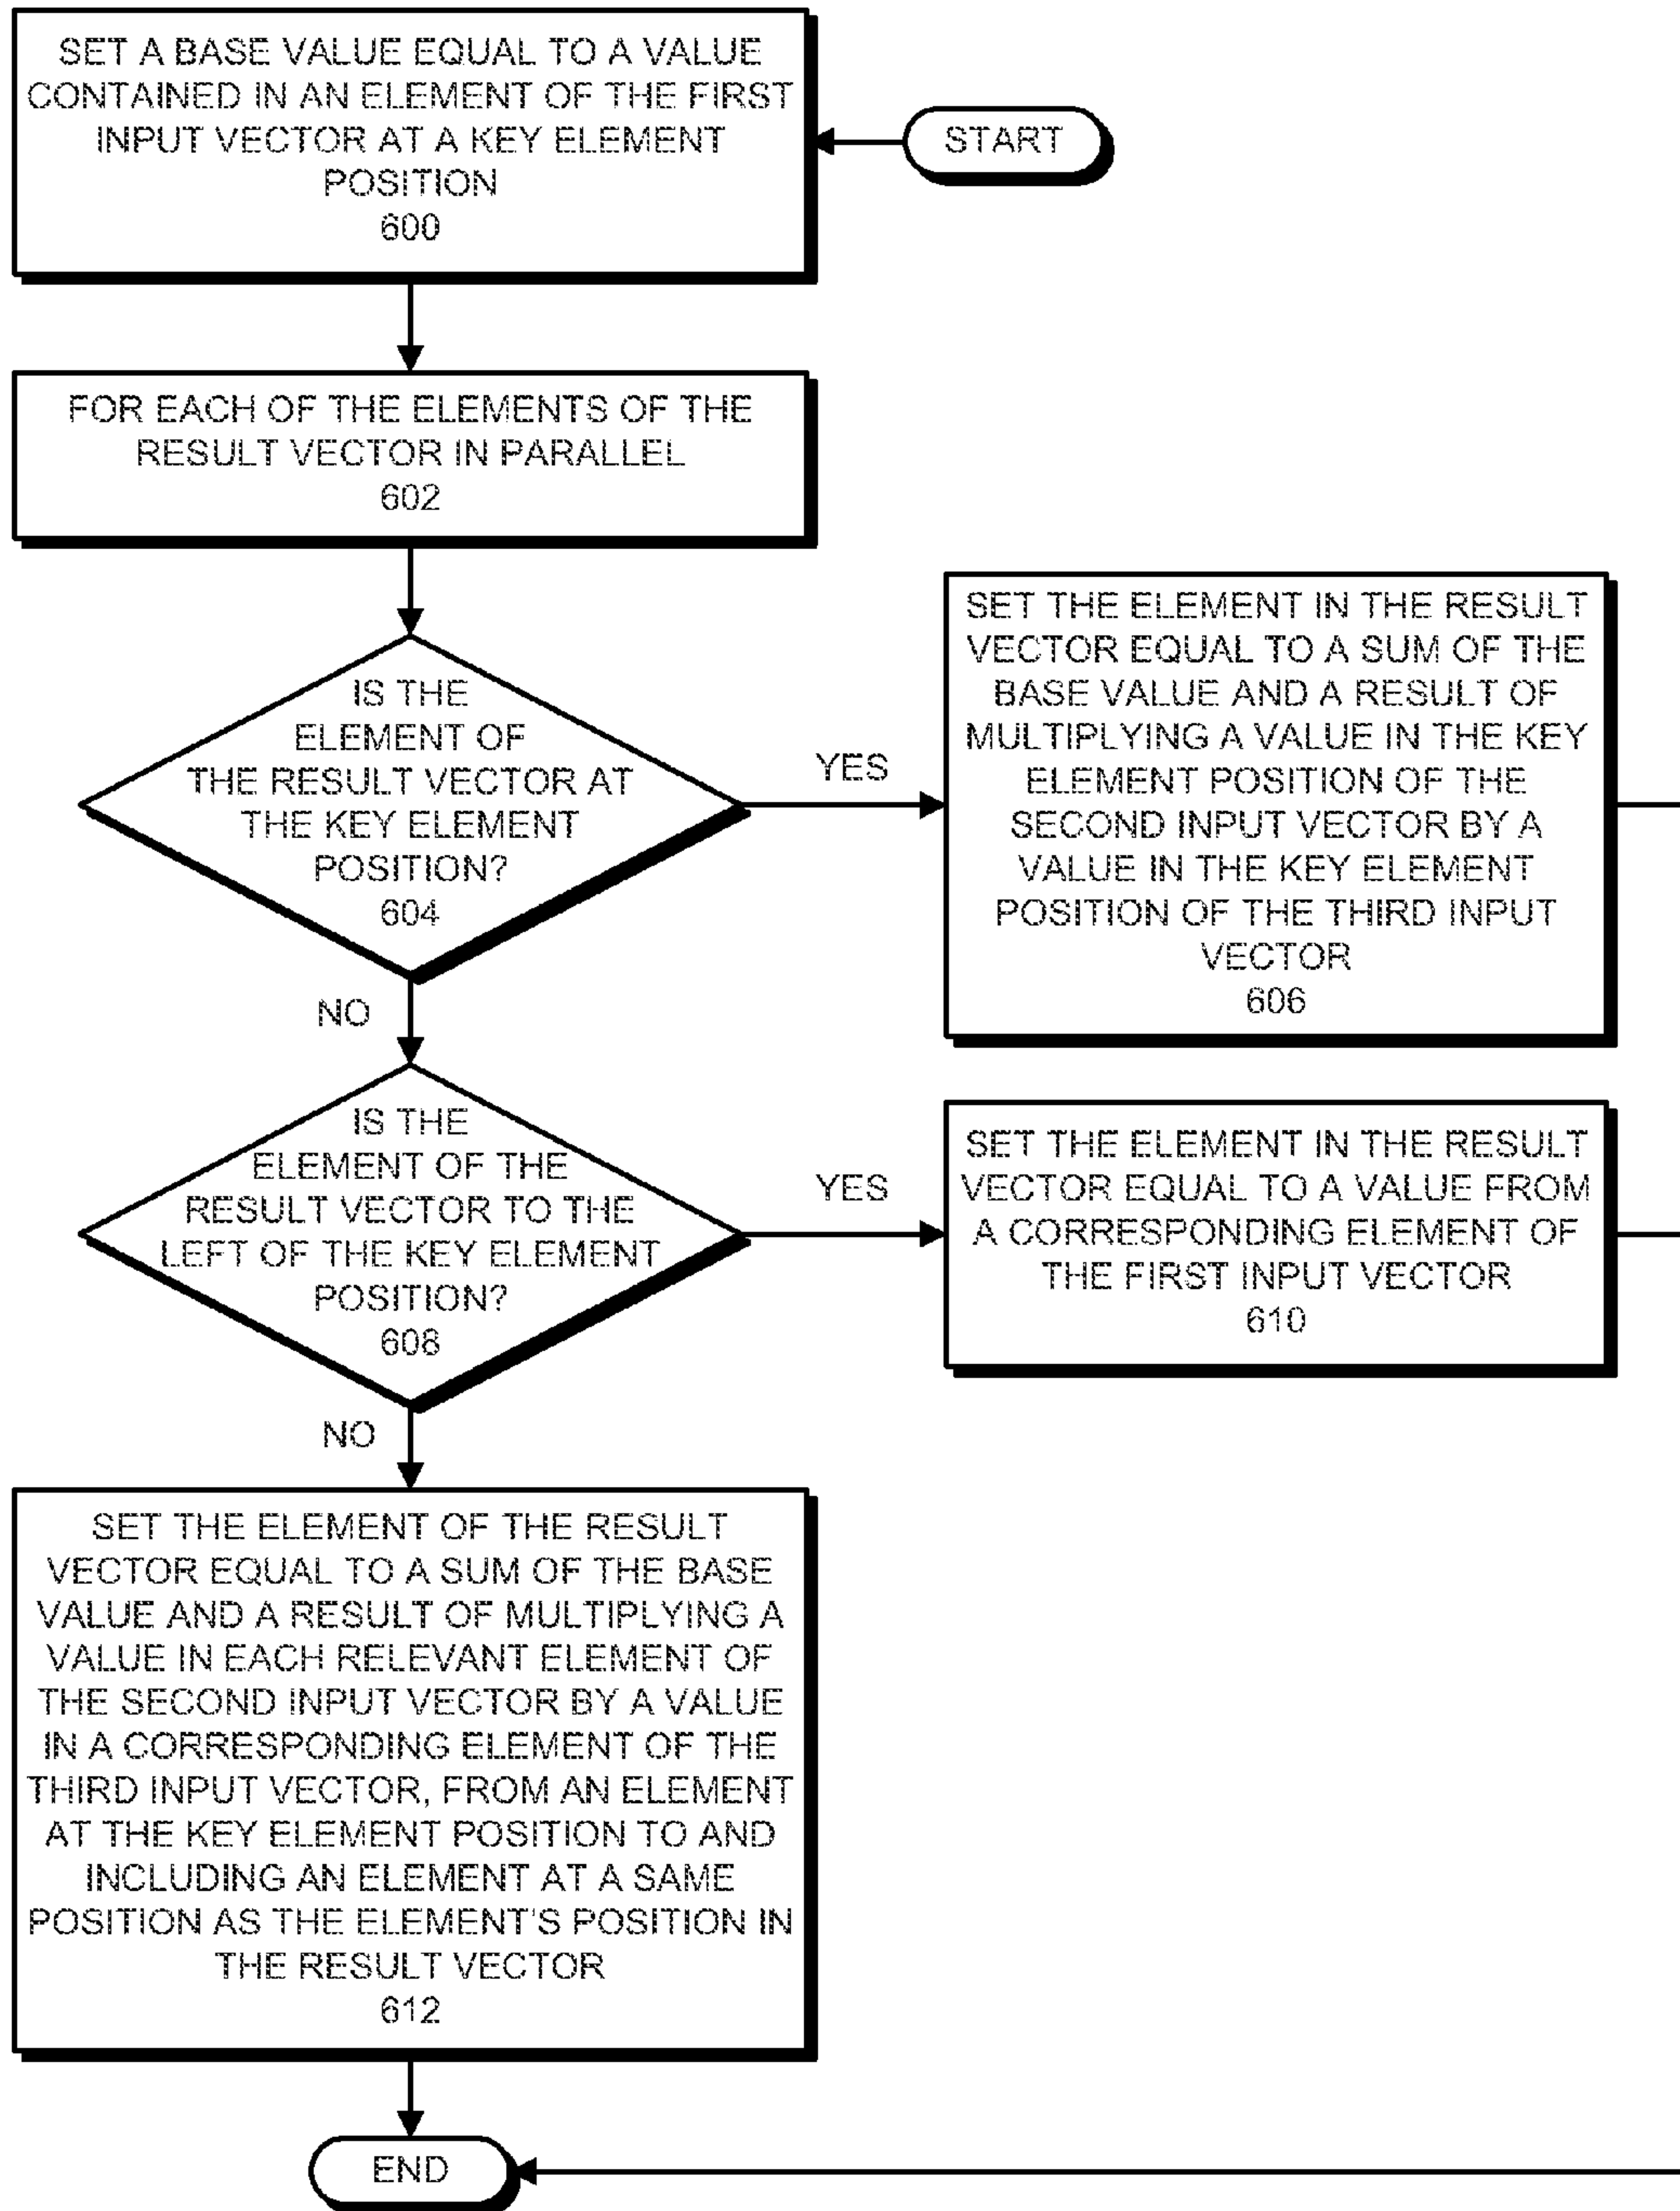 SET A BASE VALUE EQUAL TO A VALUE
CONTAINED IN AN ELEMENT OF THE FIRST
INPUT VECTOR AT A KEY ELEMENT
POSITION
600
START
FOR EACH OF THE ELEMENTS OF THE
RESULT VECTOR IN PARALLEL
602
IS THE
ELEMENT OF
THE RESULT VECTOR AT
THE KEY ELEMENT
POSITION?
604
YES
SET THE ELEMENT IN THE RESULT
VECTOR EQUAL TO A SUM OF THE
BASE VALUE AND A RESULT OF
MULTIPLYING A VALUE IN THE KEY
ELEMENT POSITION OF THE
SECOND INPUT VECTOR BY A
VALUE IN THE KEY ELEMENT
POSITION OF THE THIRD INPUT
VECTOR
606
NO
IS THE
ELEMENT OF THE
RESULT VECTOR TO THE
LEFT OF THE KEY ELEMENT
POSITION?
608
YES
SET THE ELEMENT IN THE RESULT
VECTOR EQUAL TO A VALUE FROM
A CORRESPONDING ELEMENT OF
THE FIRST INPUT VECTOR
610
NO
SET THE ELEMENT OF THE RESULT
VECTOR EQUAL TO A SUM OF THE BASE
VALUE AND A RESULT OF MULTIPLYING A
VALUE IN EACH RELEVANT ELEMENT OF
THE SECOND INPUT VECTOR BY A VALUE
IN A CORRESPONDING ELEMENT OF THE
THIRD INPUT VECTOR, FROM AN ELEMENT
AT THE KEY ELEMENT POSITION TO AND
INCLUDING AN ELEMENT AT A SAME
POSITION AS THE ELEMENT'S POSITION IN
THE RESULT VECTOR
612
END